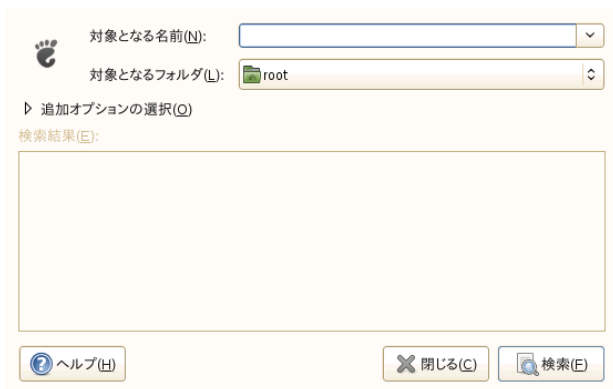 対象となる名前(N):
対象となるフォルダ(L): root
追加オプションの選択(O)
検索結果(E):
ヘルプ(H) 閉じる(C) 検索(F)